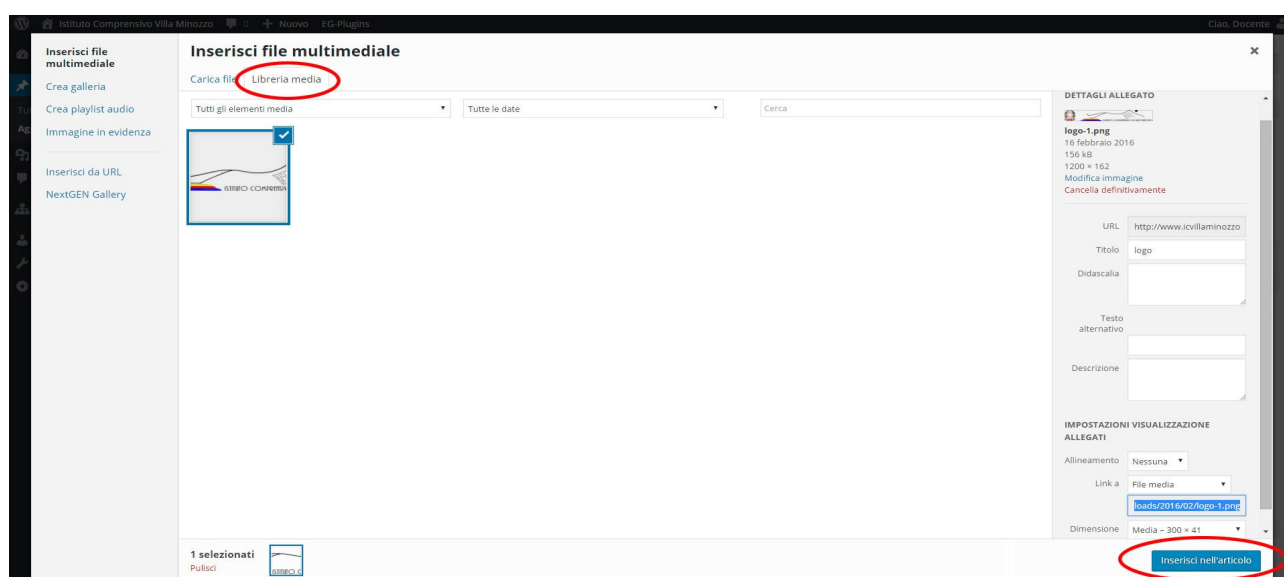 Istituto Comprensivo Villa Minozzo 0 + Nuovo EG-Plugins Ciao, Docente
Inserisci file
multimediale
Crea galleria
Crea playlist audio
Immagine in evidenza
Inserisci da URL
NextGEN Gallery
Inserisci file multimediale
Carica file Libreria media
Tutti gli elementi media Tutte le date Cerca
ISTITUTO COMPRENSIV
DETTAGLI ALLEGATO
logo-1.png
16 febbraio 2016
156 kB
1200 × 162
Modifica immagine
Cancella definitivamente
URL http://www.icvillaminozzo
Titolo logo
Didascalia
Testo
alternativo
Descrizione
IMPOSTAZIONI VISUALIZZAZIONE
ALLEGATI
Allineamento Nessuna
Link a File media
loads/2016/02/logo-1.png
Dimensione Media – 300 × 41
1 selezionati
Pulisci
ISTITUTO C
Inserisci nell'articolo